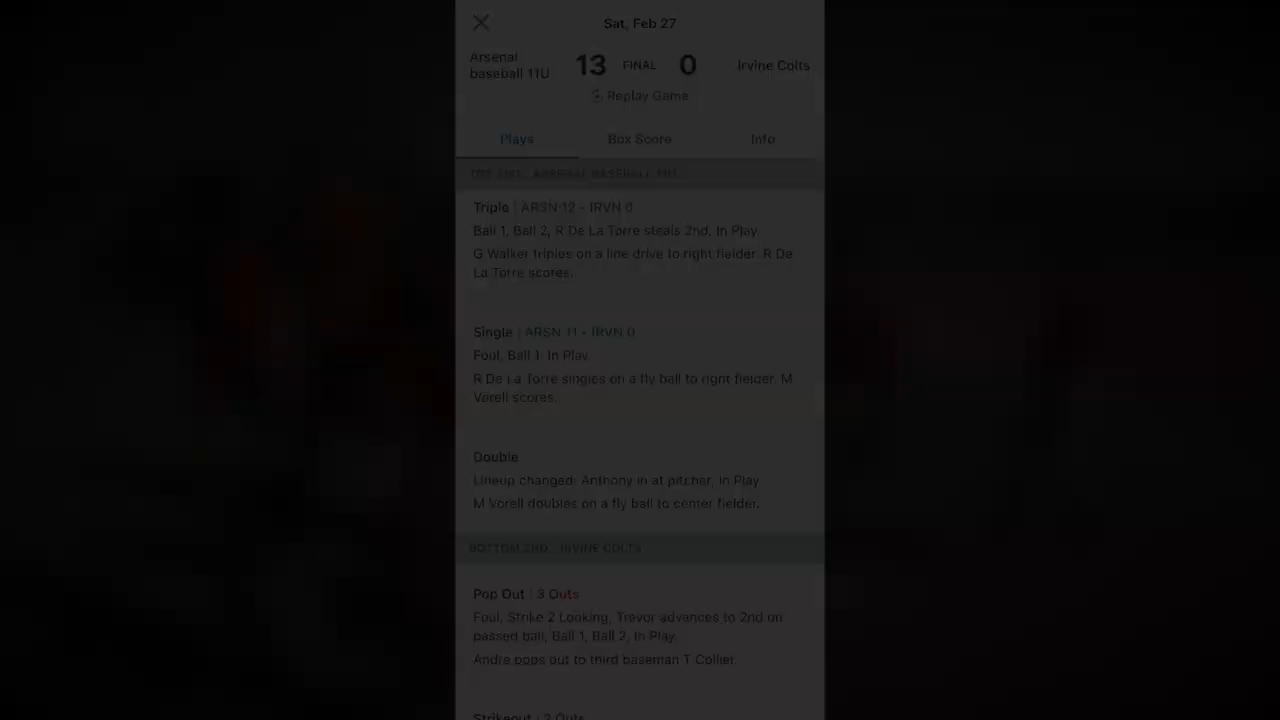 Sat, Feb 27
Arsenal
baseball 11U
13 FINAL 0
Irvine Colts
Replay Game
Plays Box Score Info
Triple | ARSN 12 - IRVN 0
Ball 1, Ball 2, R De La Torre steals 2nd, In Play.
G Walker triples on a line drive to right fielder. R De
La Torre scores.
Single | ARSN 11 - IRVN 0
Foul, Ball 1, In Play.
R De La Torre singles on a fly ball to right fielder. M
Vorell scores.
Double
Lineup changed: Anthony in at pitcher, In Play.
M Vorell doubles on a fly ball to center fielder.
BOTTOM 2ND - IRVINE COLTS
Pop Out | 3 Outs
Foul, Strike 2 Looking, Trevor advances to 2nd on
passed ball, Ball 1, Ball 2, In Play.
Andre pops out to third baseman T Collier.
Strikeout | 2 Outs